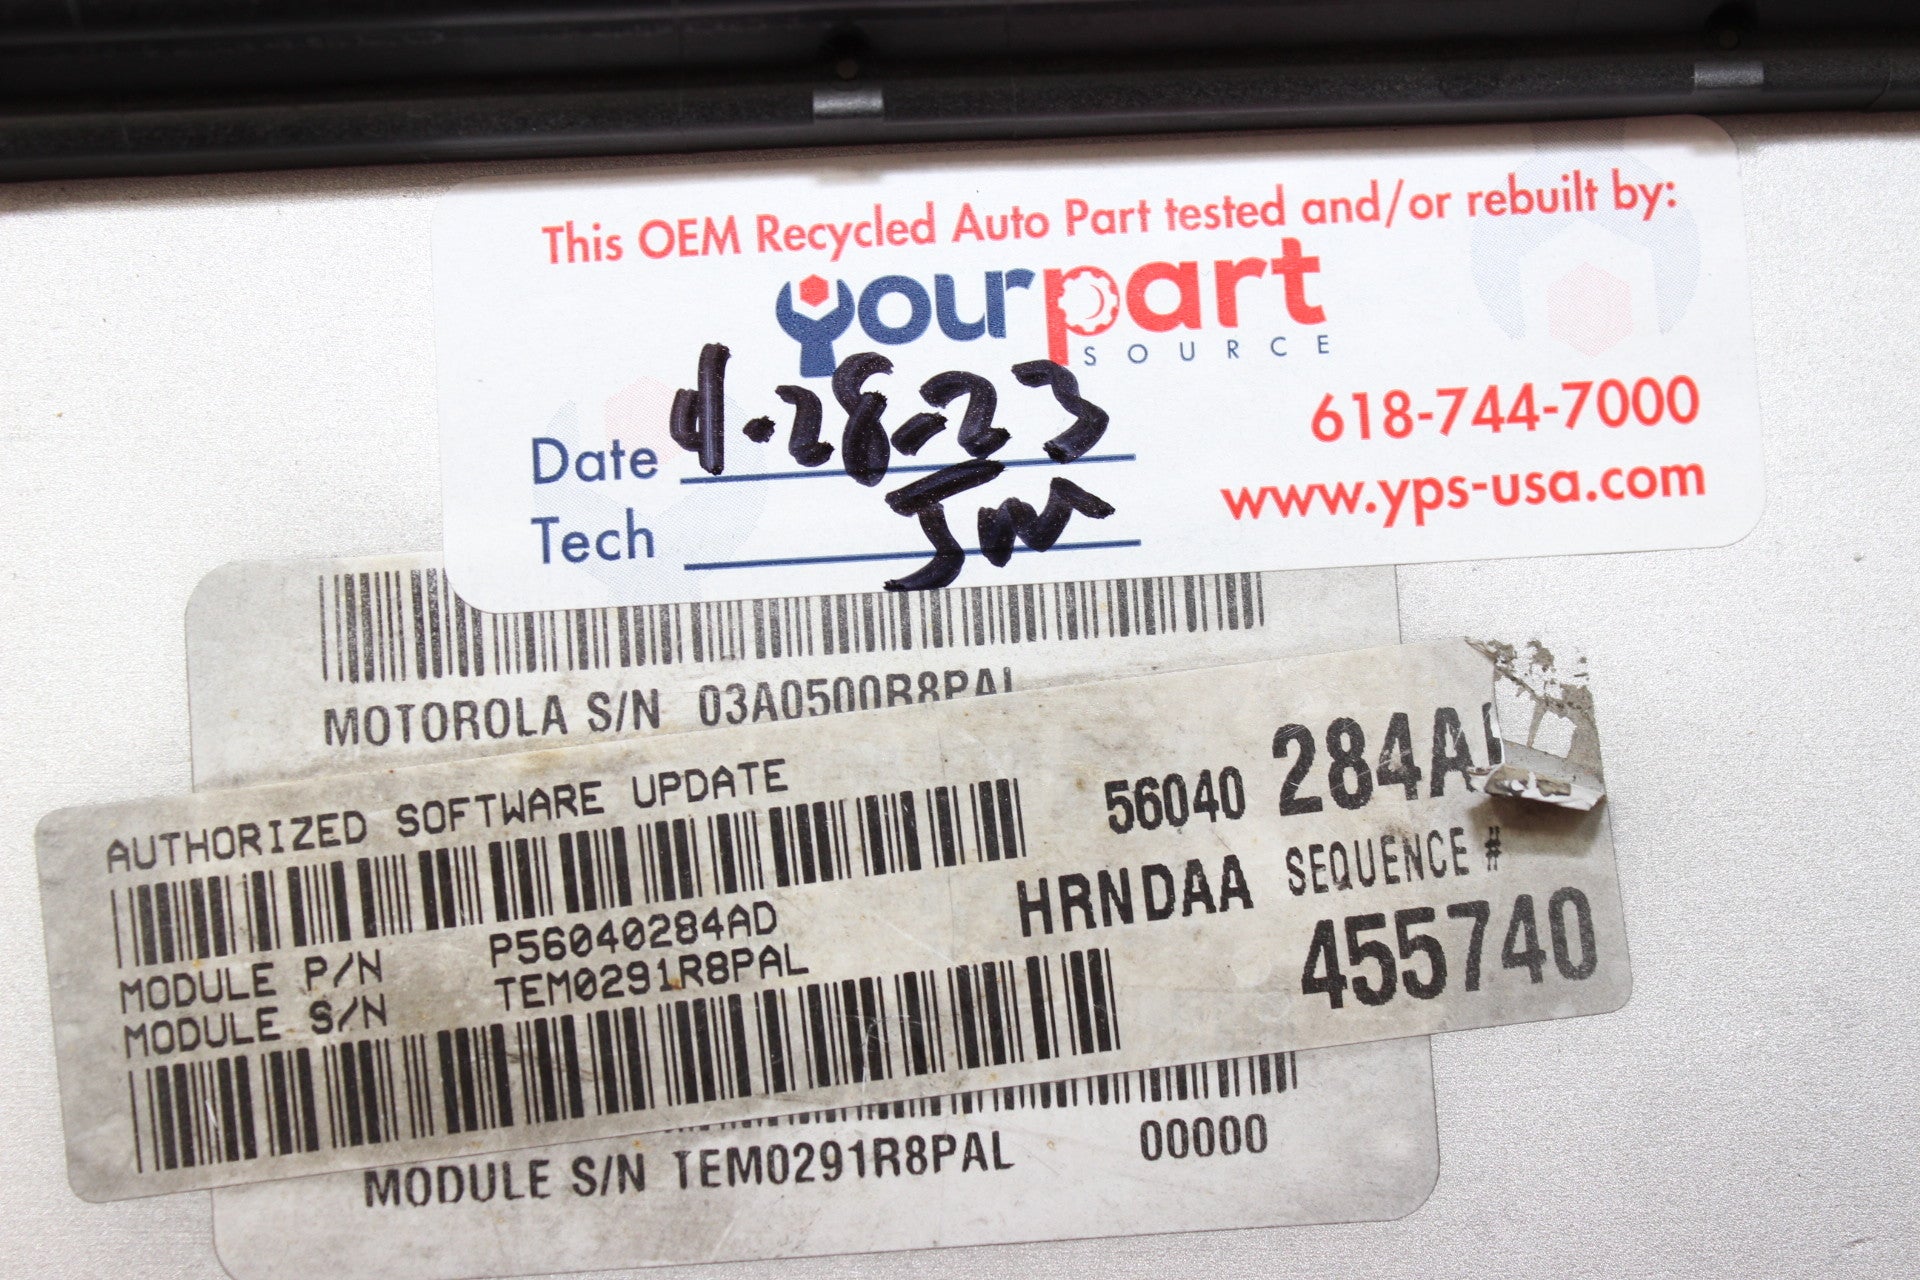 This OEM Recycled Auto Part tested and/or rebuilt by:
yourpart
SOURCE
Date 4.28-23
618-744-7000
Tech
www.yps-usa.com
MOTOROLA S/N 03A0500R8PAL
AUTHORIZED SOFTWARE UPDATE
56040 284A
MODULE P/N P56040284AD
HRNDAA SEQUENCE #
MODULE S/N TEM0291R8PAL
455740
MODULE S/N TEM0291R8PAL 00000